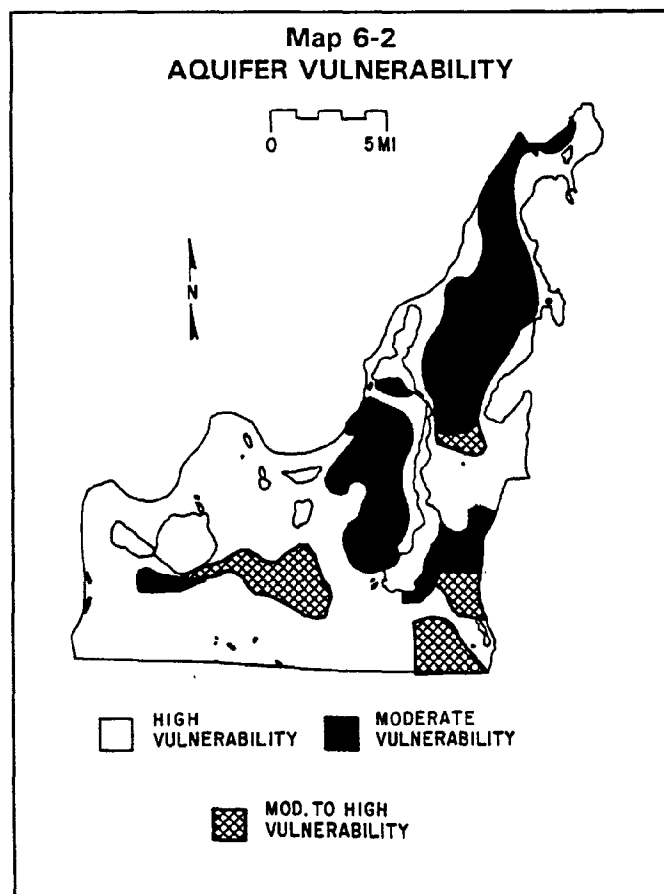 Map 6-2
AQUIFER VULNERABILITY
0 5 MI
N
HIGH
VULNERABILITY
MODERATE
VULNERABILITY
MOD. TO HIGH
VULNERABILITY